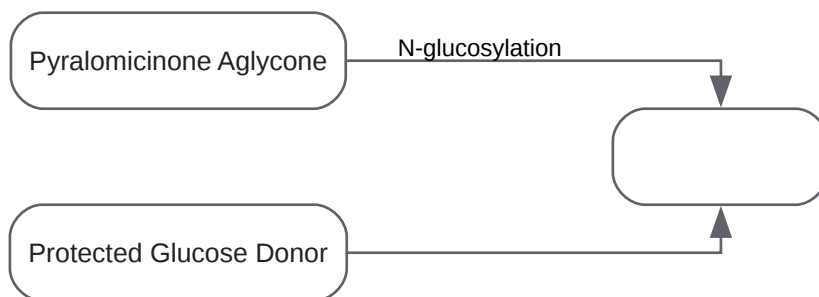 Pyralomicinone Aglycone
N-glucosylation
Protected Glucose Donor